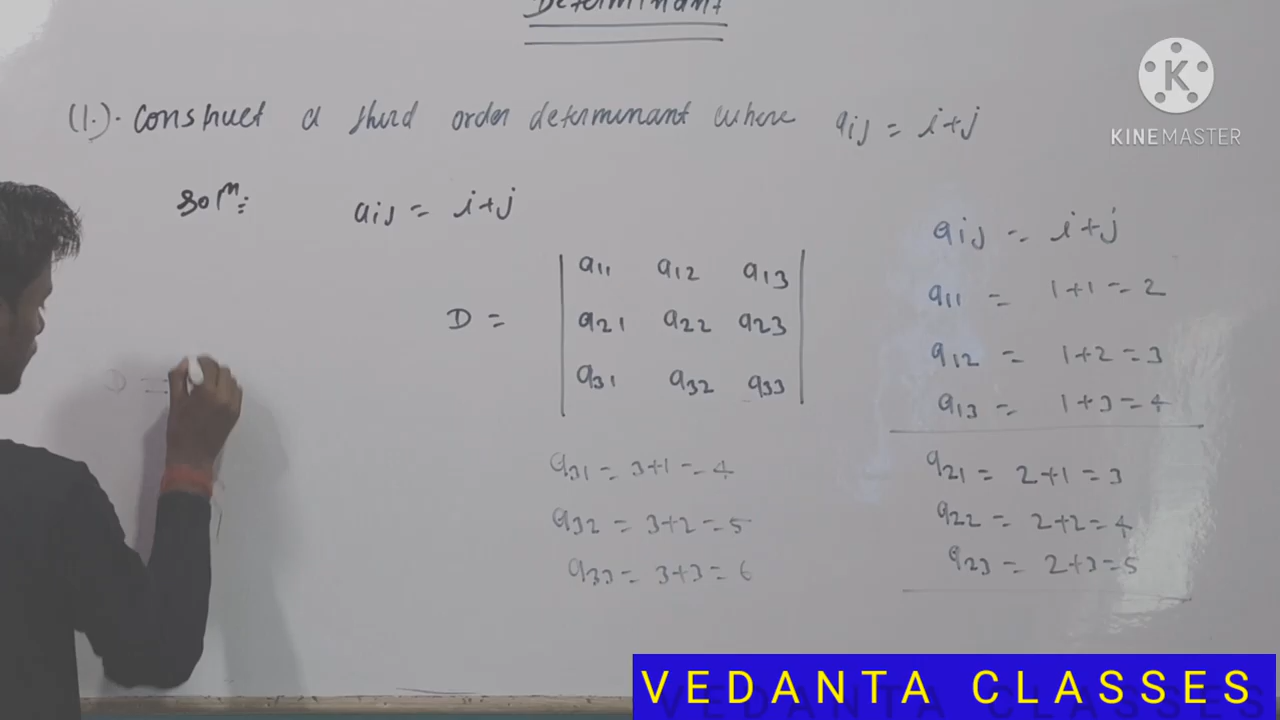 Determinant
(1.). Construct a third order determinant where aij = i+j
Solⁿ: aij = i+j
D =
a11 a12 a13
a21 a22 a23
a31 a32 a33
a31 = 3+1 = 4
a32 = 3+2 = 5
a33 = 3+3 = 6
aij = i+j
a11 = 1+1 = 2
a12 = 1+2 = 3
a13 = 1+3 = 4
a21 = 2+1 = 3
a22 = 2+2 = 4
a23 = 2+3 = 5
D =
K
KINEMASTER
VEDANTA CLASSES